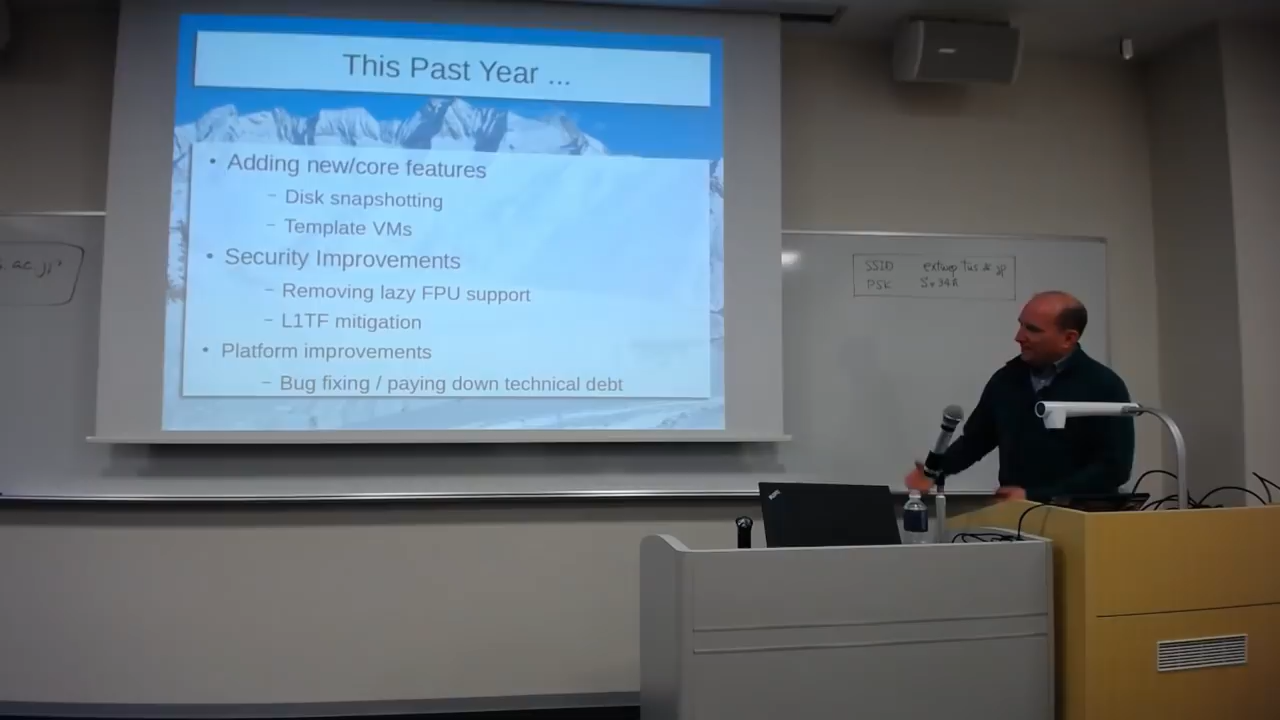 This Past Year ...
• Adding new/core features
– Disk snapshotting
– Template VMs
• Security Improvements
– Removing lazy FPU support
– L1TF mitigation
• Platform improvements
– Bug fixing / paying down technical debt
SSID
PSK